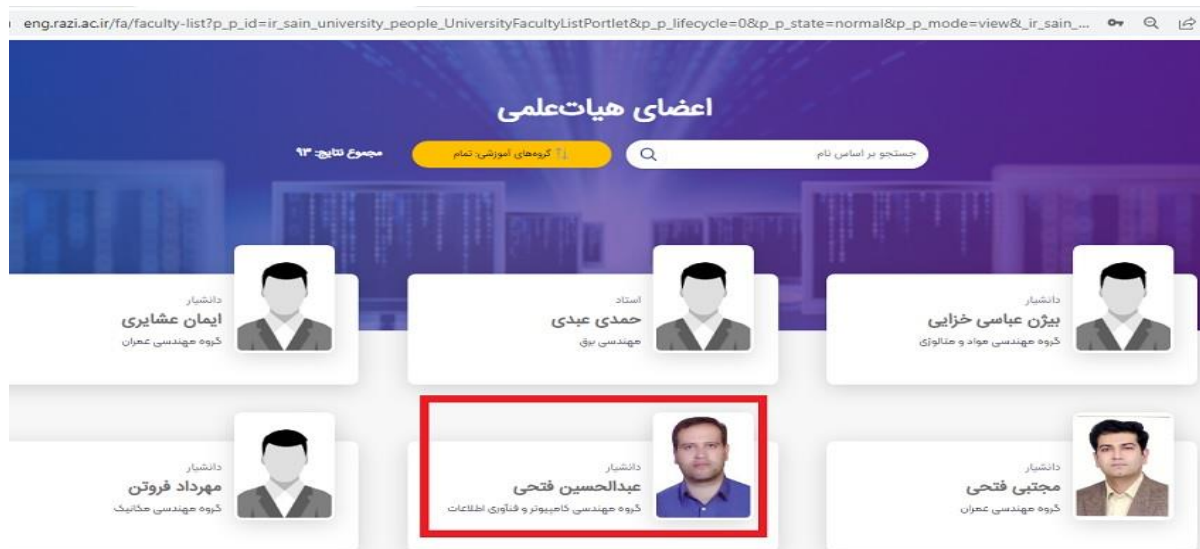 eng.razi.ac.ir/fa/faculty-list?p_p_id=ir_sain_university_people_UniversityFacultyListPortlet&p_p_lifecycle=0&p_p_state=normal&p_p_mode=view&_ir_sain_...
اعضای هیات‌علمی
جستجو بر اساس نام
گروه‌های آموزشی: تمام
مجموع نتایج: ۹۳
دانشیار
بیژن عباسی خزایی
گروه مهندسی مواد و متالوژی
استاد
حمدی عبدی
مهندسی برق
دانشیار
ایمان عشایری
گروه مهندسی عمران
دانشیار
مجتبی فتحی
گروه مهندسی عمران
دانشیار
عبدالحسین فتحی
گروه مهندسی کامپیوتر و فنآوری اطلاعات
دانشیار
مهرداد فروتن
گروه مهندسی مکانیک